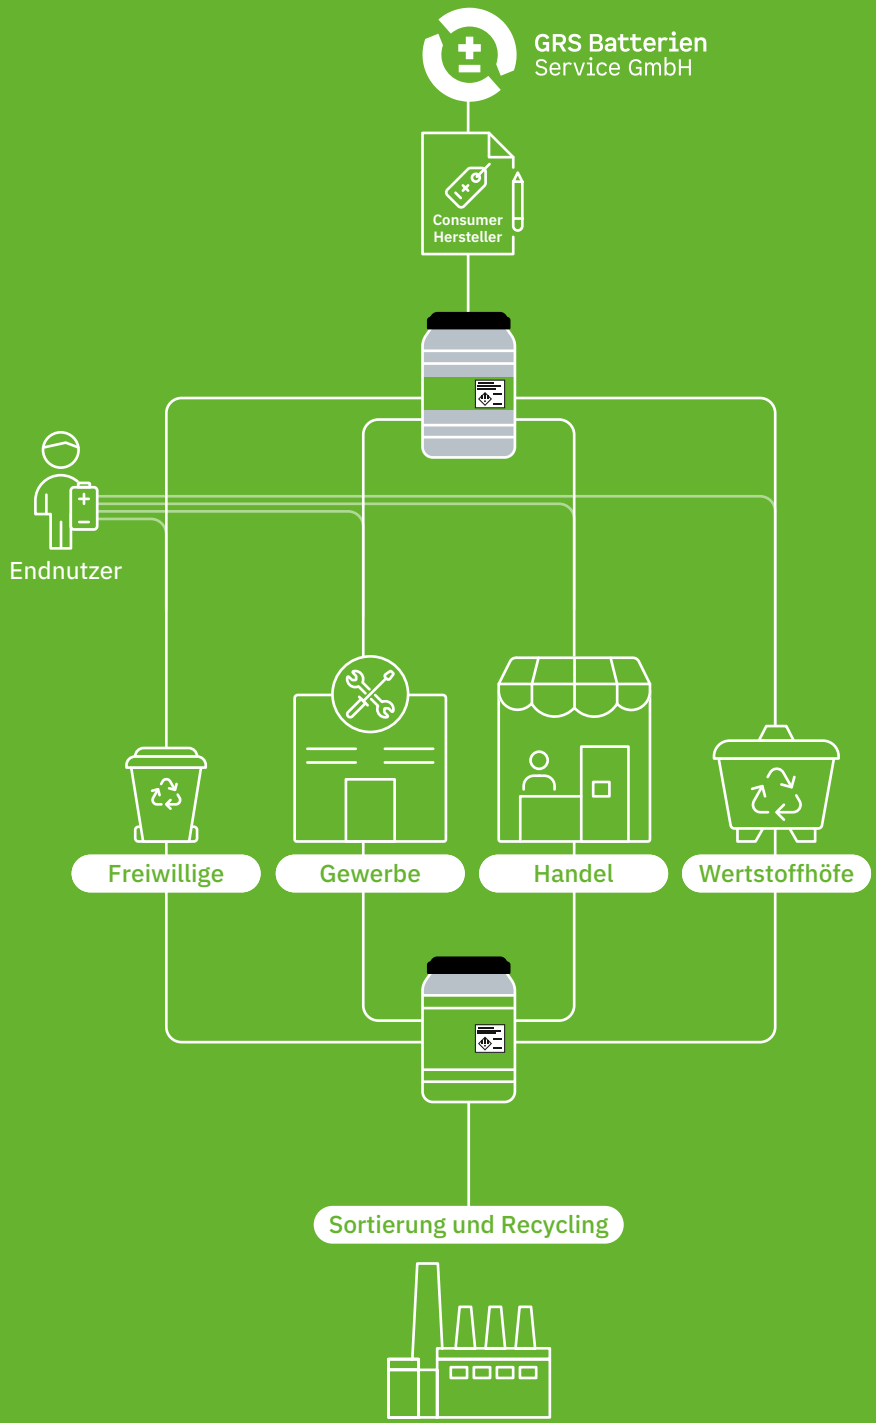 GRS Batterien
Service GmbH
Consumer
Hersteller
Endnutzer
Freiwillige
Gewerbe
Handel
Wertstoffhöfe
Sortierung und Recycling